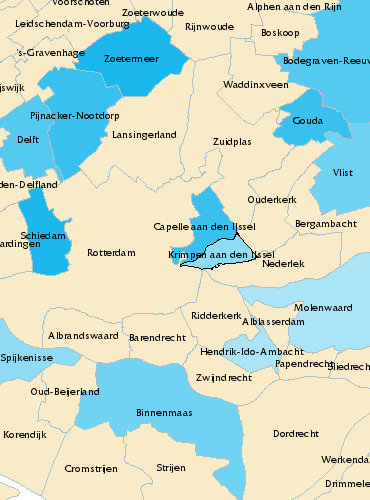 Voorschoten
Zoeterwoude
Alphen aan den Rijn
Leidschendam-Voorburg
Rijnwoude
Boskoop
's-Gravenhage
Zoetermeer
Bodegraven-Reeuw
jswijk
Waddinxveen
Pijnacker-Nootdorp
Gouda
Delft
Lansingerland
Zuidplas
Vlist
den-Delfland
Ouderkerk
Capelle aan den IJssel
Bergambacht
Schiedam
ardingen
Rotterdam
Krimpen aan den IJssel
Nederlek
Molenwaard
Ridderkerk
Alblasserdam
Albrandswaard
Barendrecht
Spijkenisse
Hendrik-Ido-Ambacht
Papendrecht
Sliedrech
Zwijndrecht
Oud-Beijerland
Binnenmaas
Korendijk
Dordrecht
Cromstrijen
Strijen
Werkenda
Drimmele